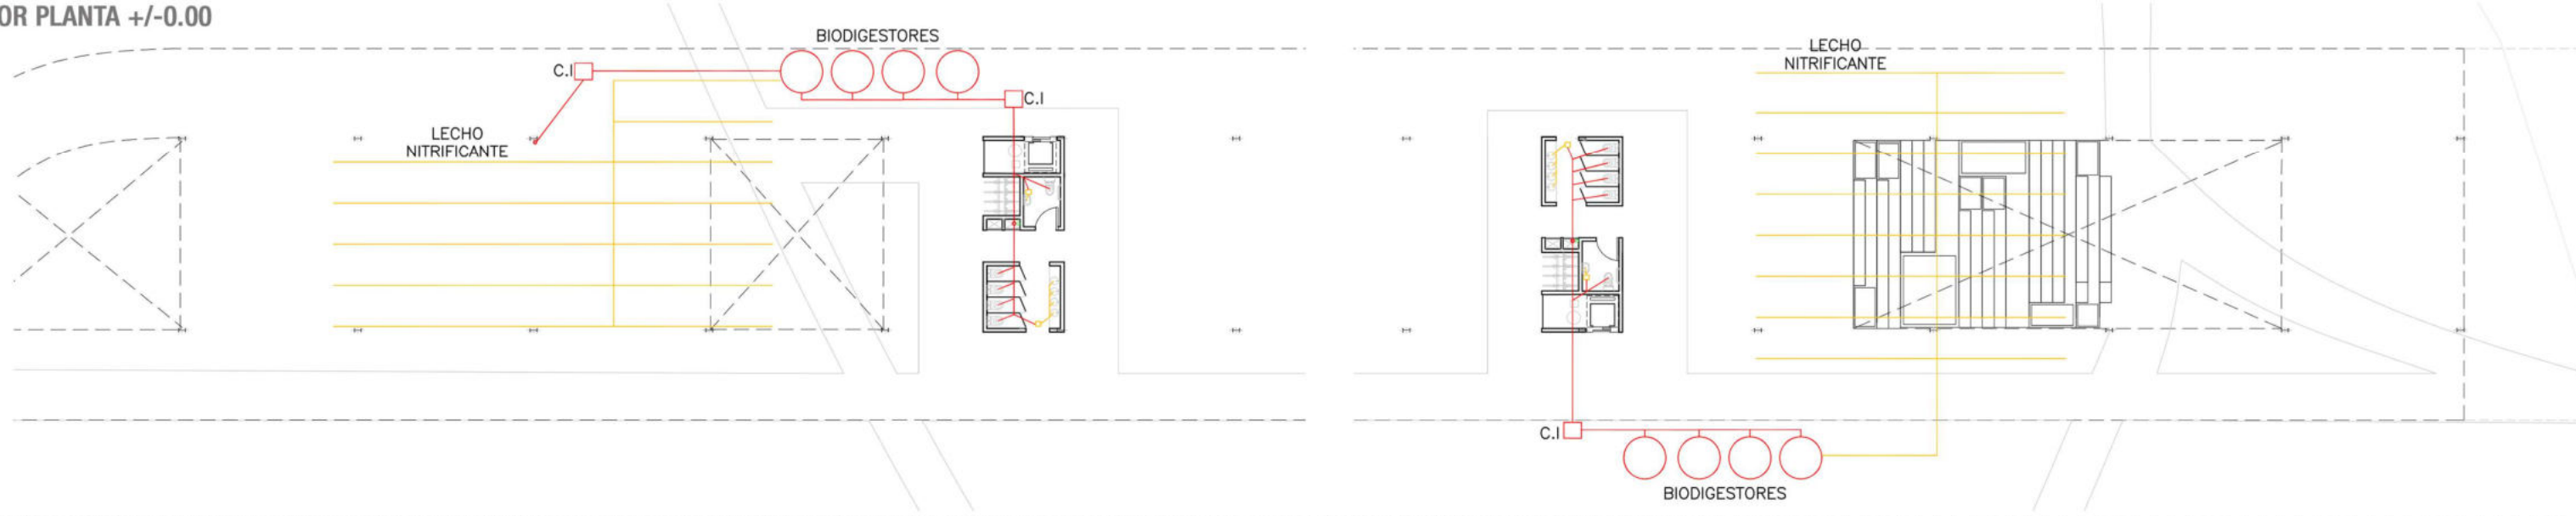 OR PLANTA +/-0.00
BIODIGESTORES
C.I
C.I
LECHO
NITRIFICANTE
LECHO
NITRIFICANTE
C.I
BIODIGESTORES